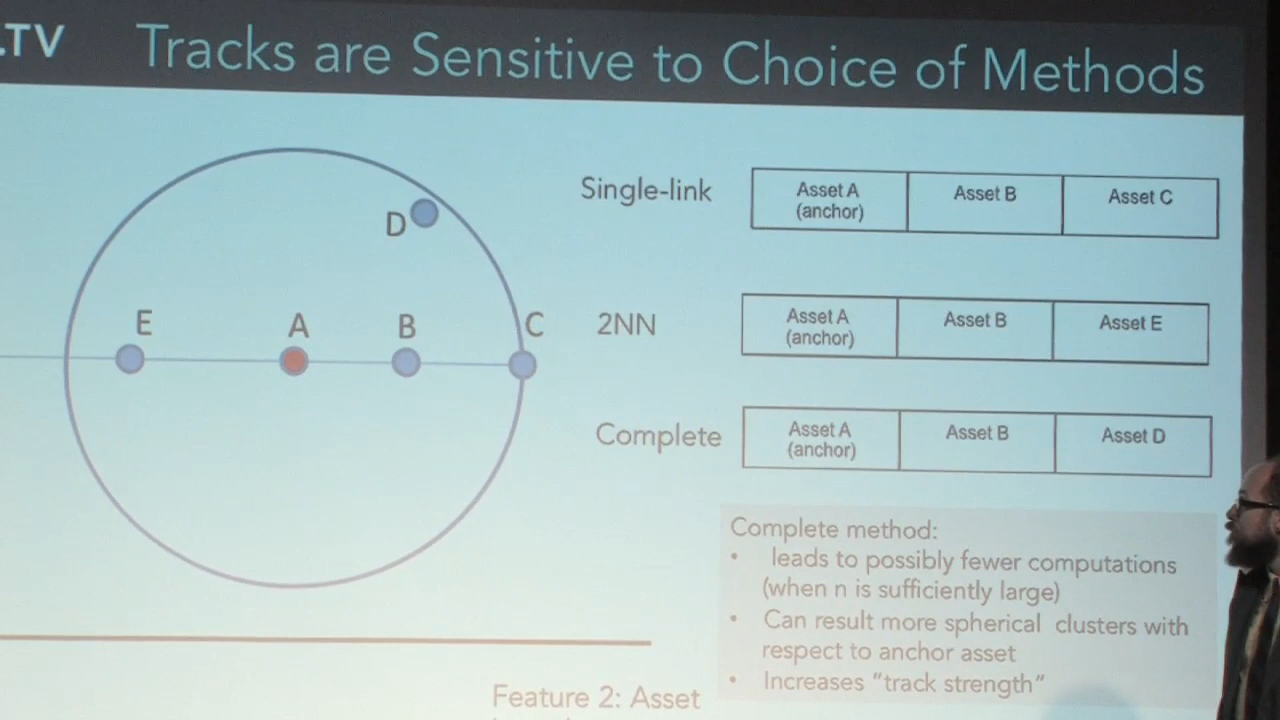 .TV
Tracks are Sensitive to Choice of Methods
D
E
A
B
C
Single-link
Asset A
(anchor)
Asset B
Asset C
2NN
Asset A
(anchor)
Asset B
Asset E
Complete
Asset A
(anchor)
Asset B
Asset D
Complete method:
• leads to possibly fewer computations
(when n is sufficiently large)
• Can result more spherical clusters with
respect to anchor asset
• Increases "track strength"
Feature 2: Asset